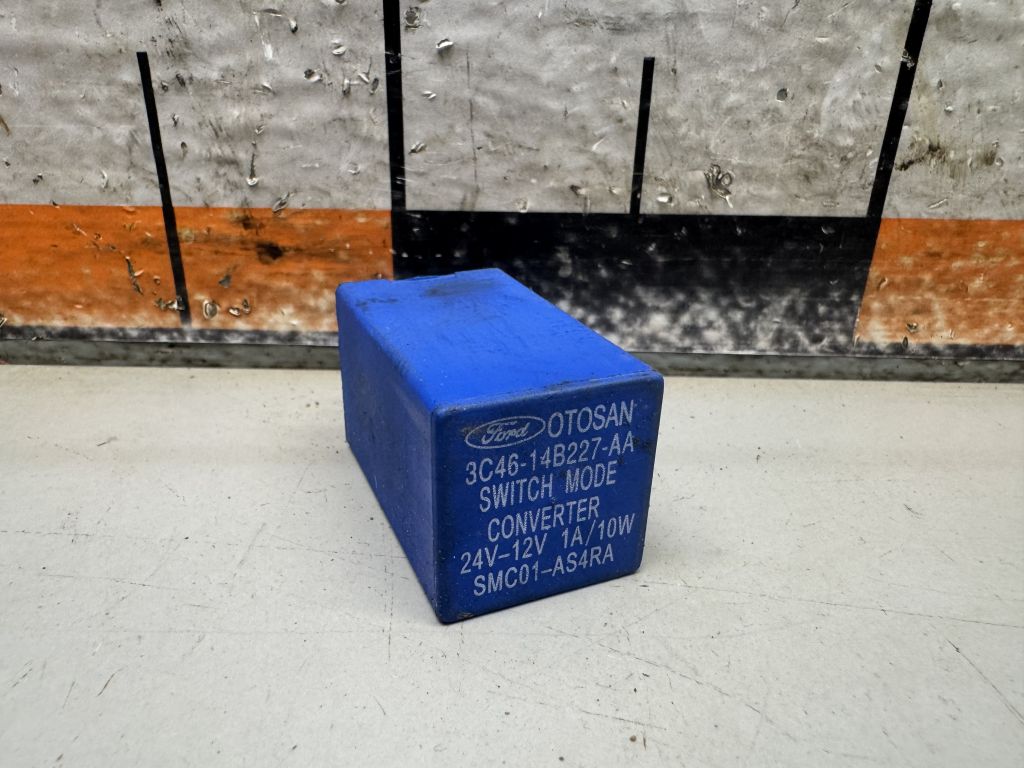 Ford OTOSAN
3C46-14B227-AA
SWITCH MODE
CONVERTER
24V-12V 1A/10W
SMC01-AS4RA